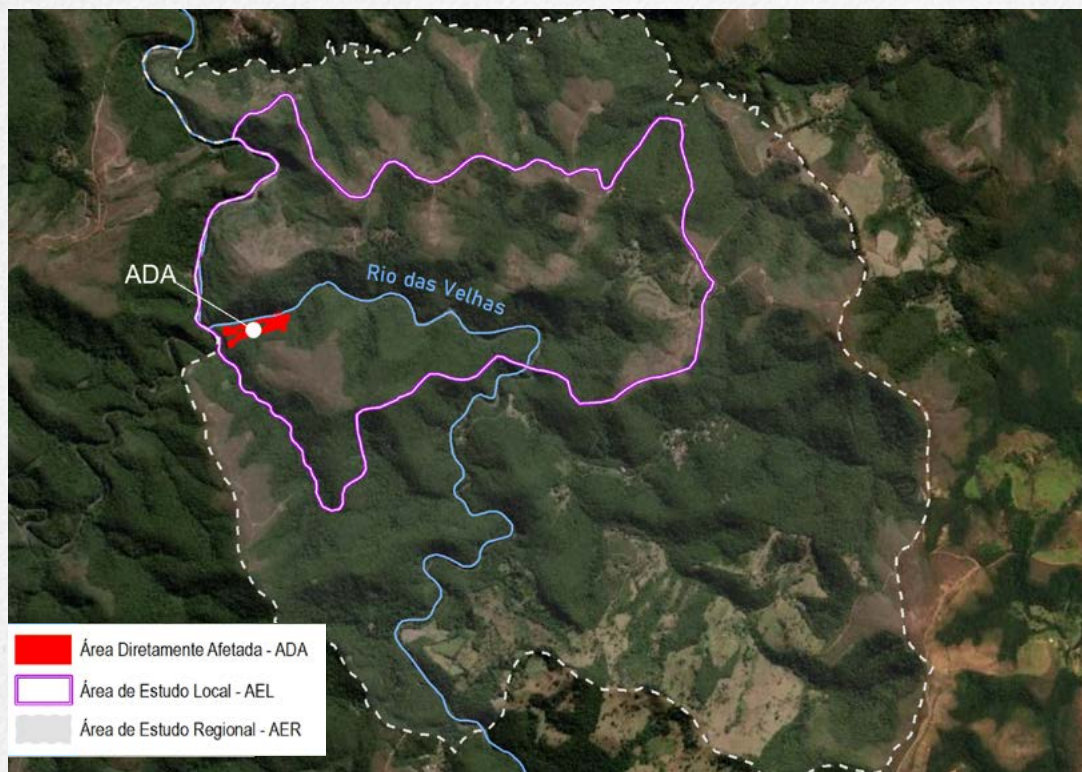 ADA
Rio das Velhas
Área Diretamente Afetada - ADA
Área de Estudo Local - AEL
Área de Estudo Regional - AER